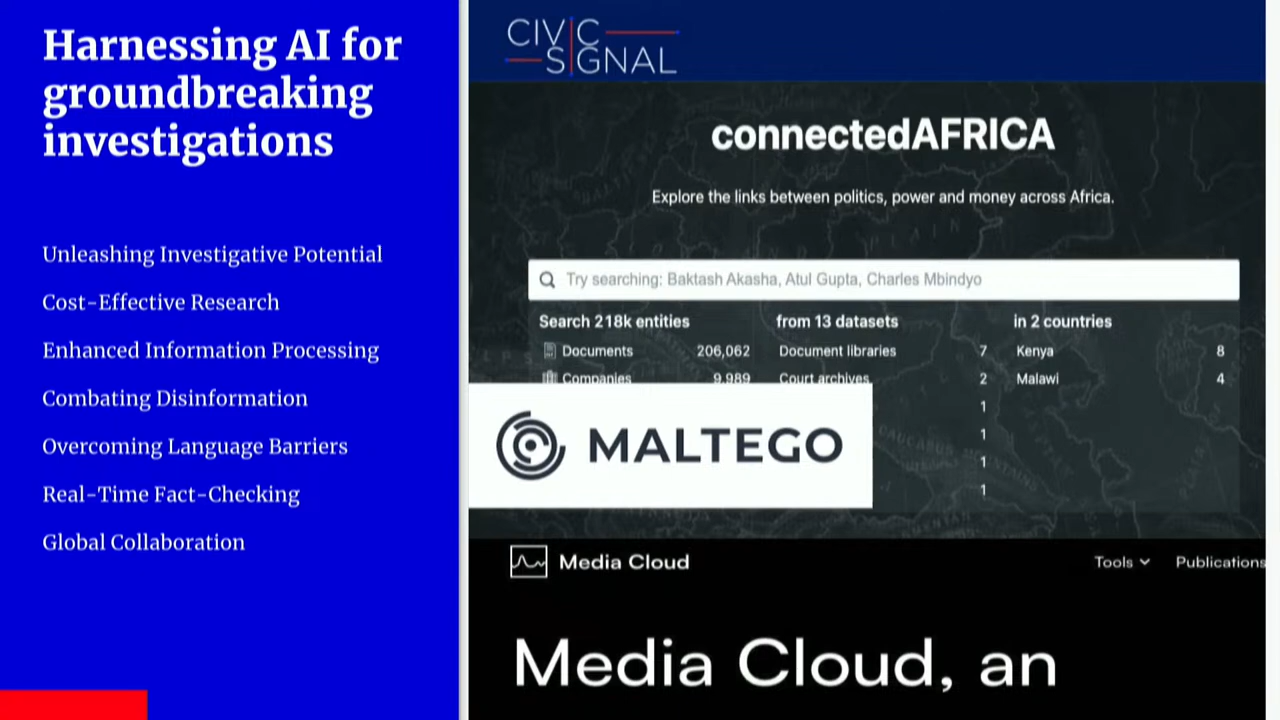 Harnessing AI for
groundbreaking
investigations
Unleashing Investigative Potential
Cost-Effective Research
Enhanced Information Processing
Combating Disinformation
Overcoming Language Barriers
Real-Time Fact-Checking
Global Collaboration
CIVIC
SIGNAL
connectedAFRICA
Explore the links between politics, power and money across Africa.
Try searching: Baktash Akasha, Atul Gupta, Charles Mbindyo
Search 218k entities from 13 datasets in 2 countries
Documents 206,062 Document libraries 7 Kenya 8
Companies 9,989 Court archives 2 Malawi 4
1
1
1
1
MALTEGO
Media Cloud Tools Publications
Media Cloud, an